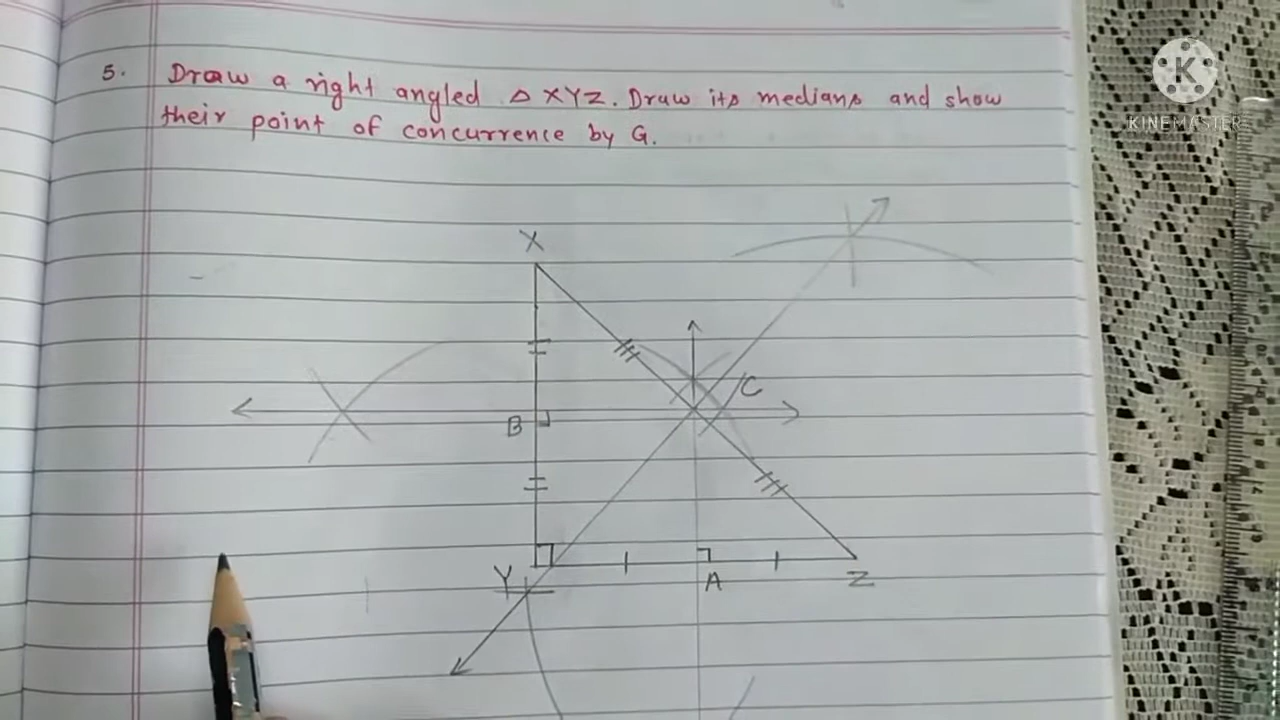 5. Draw a right angled △ XYZ. Draw its medians and show
their point of concurrence by G.
X
C
B
Y
A
Z
K
KINEMASTER